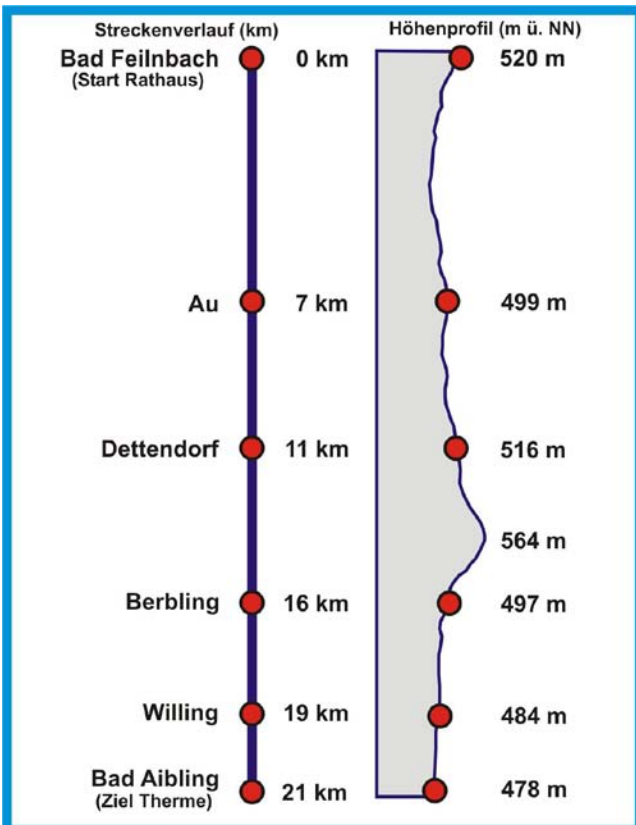 Streckenverlauf (km) Höhenprofil (m ü. NN)
Bad Feilnbach 0 km 520 m
(Start Rathaus)
Au 7 km 499 m
Dettendorf 11 km 516 m
564 m
Berbling 16 km 497 m
Willing 19 km 484 m
Bad Aibling 21 km 478 m
(Ziel Therme)